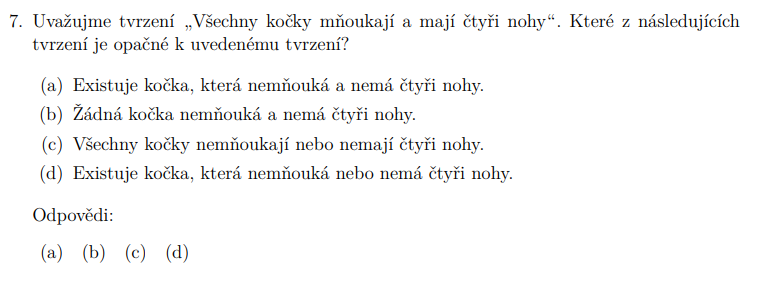 7. Uvažujme tvrzení „Všechny kočky mňoukají a mají čtyři nohy“. Které z následujících
tvrzení je opačné k uvedenému tvrzení?
(a) Existuje kočka, která nemňouká a nemá čtyři nohy.
(b) Žádná kočka nemňouká a nemá čtyři nohy.
(c) Všechny kočky nemňoukají nebo nemají čtyři nohy.
(d) Existuje kočka, která nemňouká nebo nemá čtyři nohy.
Odpovědi:
(a) (b) (c) (d)